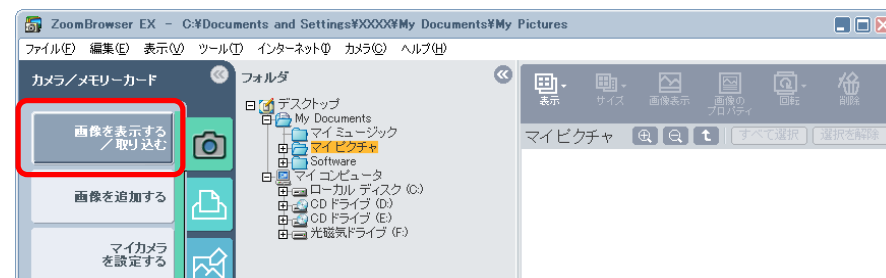 ZoomBrowser EX - C:¥Documents and Settings¥XXXX¥My Documents¥My Pictures
ファイル(F) 編集(E) 表示(V) ツール(T) インターネット(I) カメラ(C) ヘルプ(H)
カメラ/メモリーカード
画像を表示する
/取り込む
画像を追加する
マイカメラ
を設定する
フォルダ
デスクトップ
My Documents
マイ ミュージック
マイ ピクチャ
Software
マイ コンピュータ
ローカル ディスク (C:)
CD ドライブ (D:)
CD ドライブ (E:)
光磁気ドライブ (F:)
表示 サイズ 画像表示 画像の 回転 削除
プロパティ
マイ ピクチャ すべて選択 選択を解除